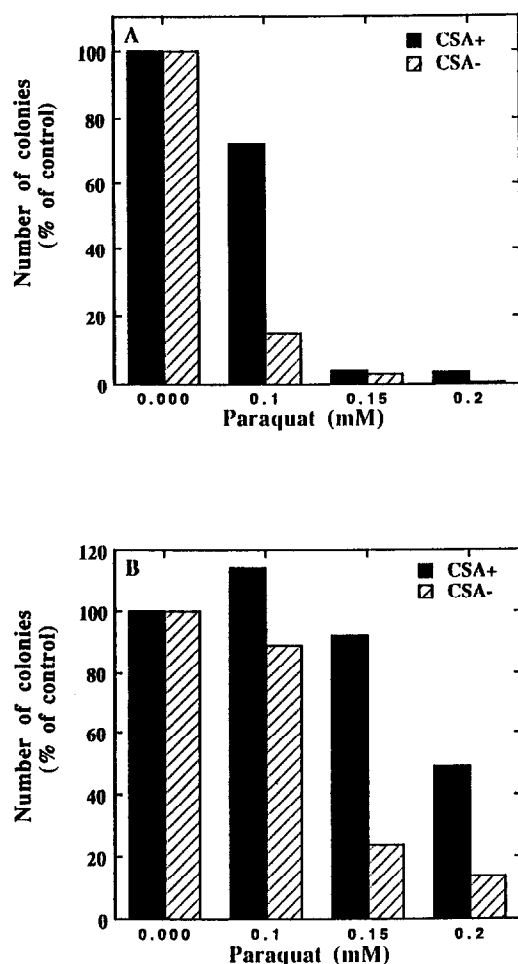 A
CSA+
CSA-
100
80
60
40
20
0
Number of colonies
(% of control)
0.000 0.1 0.15 0.2
Paraquat (mM)
B
CSA+
CSA-
120
100
80
60
40
20
0
Number of colonies
(% of control)
0.000 0.1 0.15 0.2
Paraquat (mM)